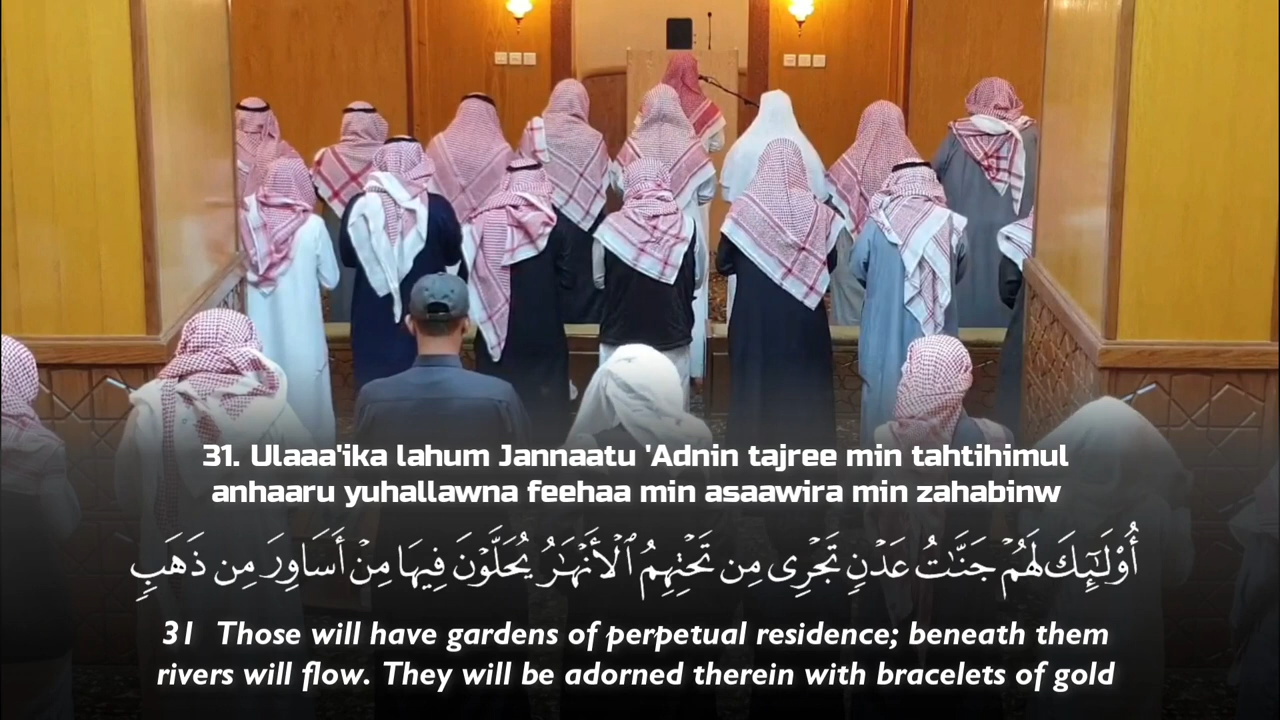 31. Ulaaa'ika lahum Jannaatu 'Adnin tajree min tahtihimul
anhaaru yuhallawna feehaa min asaawira min zahabinw
أُو۟لَـٰٓئِكَ لَهُمْ جَنَّـٰتُ عَدْنٍ تَجْرِى مِن تَحْتِهِمُ ٱلْأَنْهَـٰرُ يُحَلَّوْنَ فِيهَا مِنْ أَسَاوِرَ مِن ذَهَبٍ
31 Those will have gardens of perpetual residence; beneath them
rivers will flow. They will be adorned therein with bracelets of gold